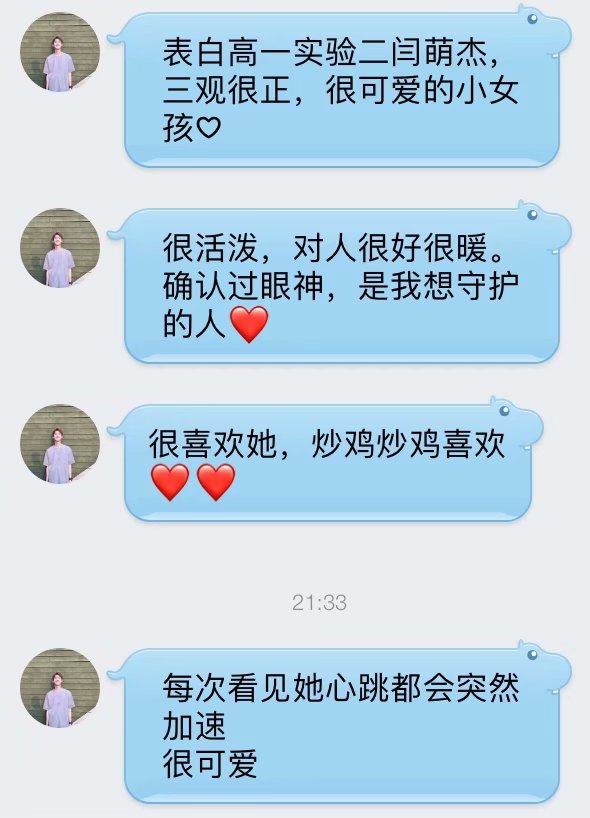 表白高一实验二闫萌杰，
三观很正，很可爱的小女
孩♡
很活泼，对人很好很暖。
确认过眼神，是我想守护
的人❤️
很喜欢她，炒鸡炒鸡喜欢
❤️❤️
21:33
每次看见她心跳都会突然
加速
很可爱